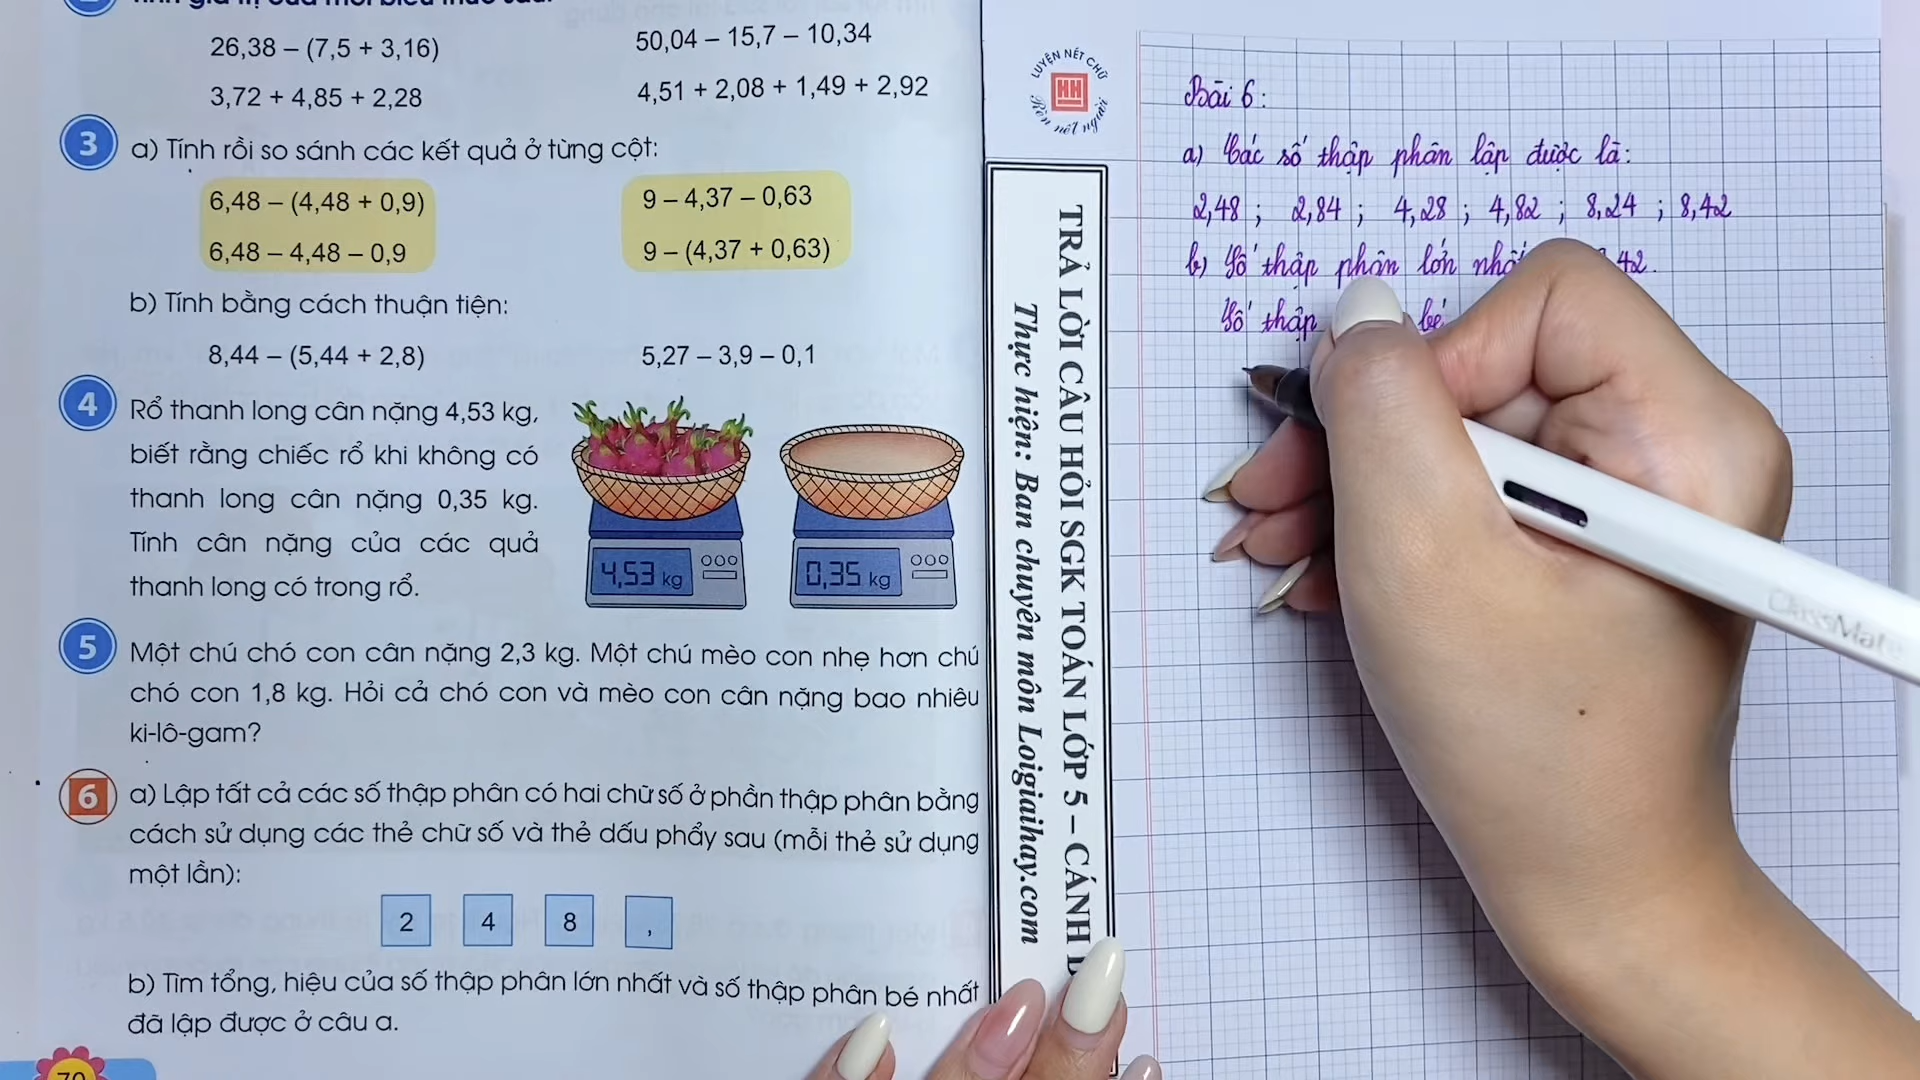 26,38 – (7,5 + 3,16)
50,04 – 15,7 – 10,34
3,72 + 4,85 + 2,28
4,51 + 2,08 + 1,49 + 2,92
3
a) Tính rồi so sánh các kết quả ở từng cột:
6,48 – (4,48 + 0,9)
9 – 4,37 – 0,63
6,48 – 4,48 – 0,9
9 – (4,37 + 0,63)
b) Tính bằng cách thuận tiện:
8,44 – (5,44 + 2,8)
5,27 – 3,9 – 0,1
4
Rổ thanh long cân nặng 4,53 kg,
biết rằng chiếc rổ khi không có
thanh long cân nặng 0,35 kg.
Tính cân nặng của các quả
thanh long có trong rổ.
4,53 kg
0,35 kg
5
Một chú chó con cân nặng 2,3 kg. Một chú mèo con nhẹ hơn chú
chó con 1,8 kg. Hỏi cả chó con và mèo con cân nặng bao nhiêu
ki-lô-gam?
6
a) Lập tất cả các số thập phân có hai chữ số ở phần thập phân bằng
cách sử dụng các thẻ chữ số và thẻ dấu phẩy sau (mỗi thẻ sử dụng
một lần):
2 4 8 ,
b) Tìm tổng, hiệu của số thập phân lớn nhất và số thập phân bé nhất
đã lập được ở câu a.
TRẢ LỜI CÂU HỎI SGK TOÁN LỚP 5 – CÁNH
Thực hiện: Ban chuyên môn Loigiaihay.com
LUYỆN NÉT CHỮ
HH
Rèn nết người
Bài 6:
a) Các số thập phân lập được là:
2,48 ; 2,84 ; 4,28 ; 4,82 ; 8,24 ; 8,42
b) Số thập phân lớn 42.
Số thập bé
ClassMate